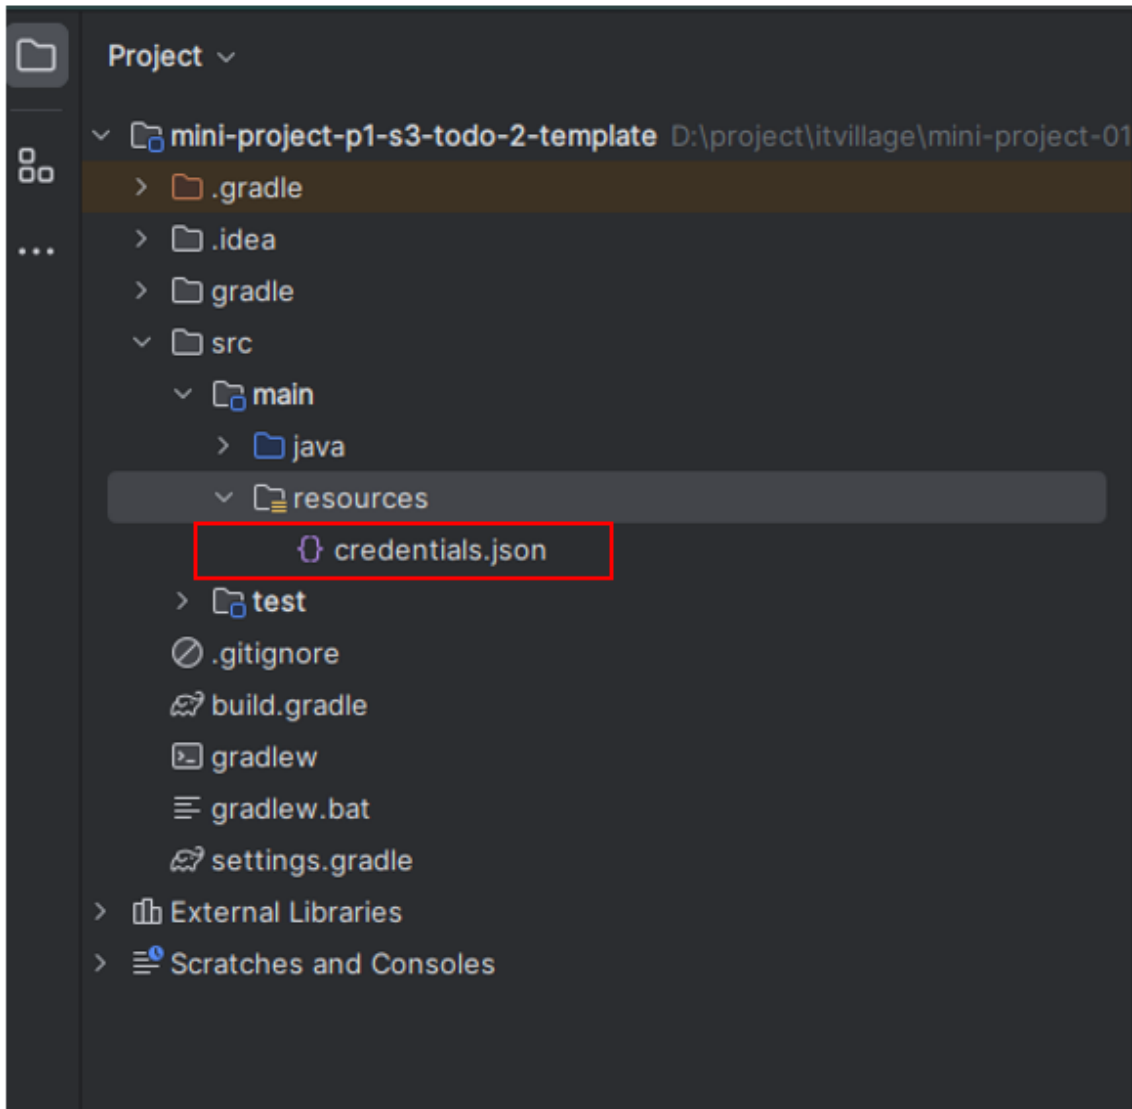 Project
mini-project-p1-s3-todo-2-template D:\project\itvillage\mini-project-01
.gradle
.idea
gradle
src
main
java
resources
{} credentials.json
test
.gitignore
build.gradle
gradlew
gradlew.bat
settings.gradle
External Libraries
Scratches and Consoles